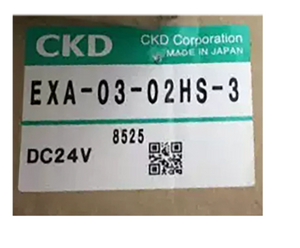 CKD CKD Corporation
MADE IN JAPAN
EXA-03-02HS-3
8525
DC24V